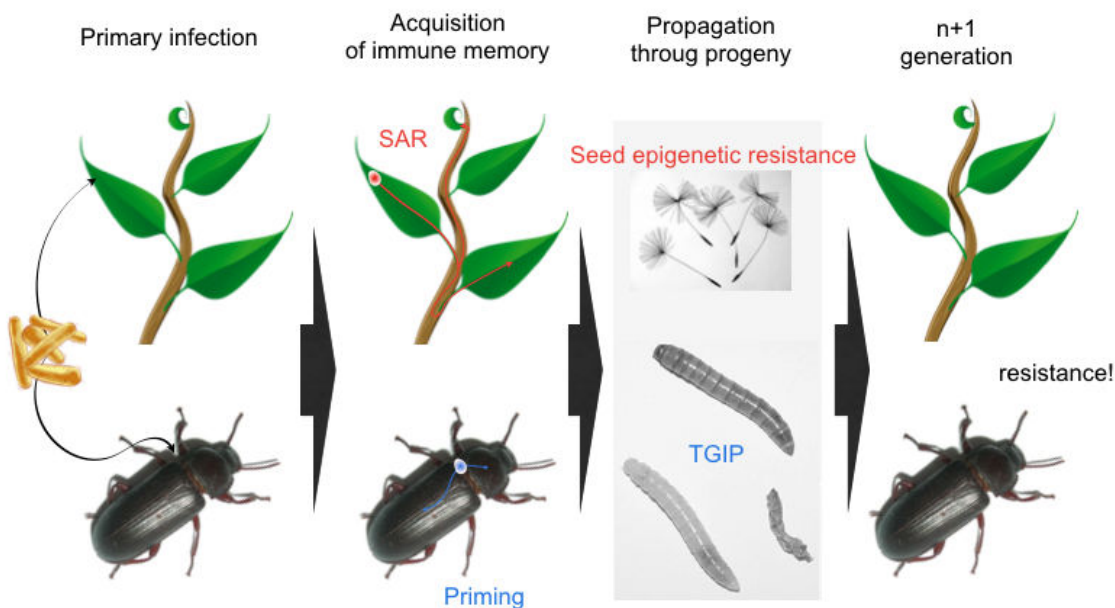 Primary infection
Acquisition
of immune memory
Propagation
throug progeny
n+1
generation
SAR
Seed epigenetic resistance
resistance!
TGIP
Priming